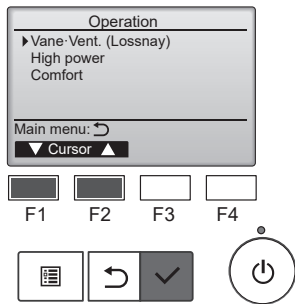 Operation
Vane·Vent. (Lossnay)
High power
Comfort
Main menu:
Cursor
F1 F2 F3 F4